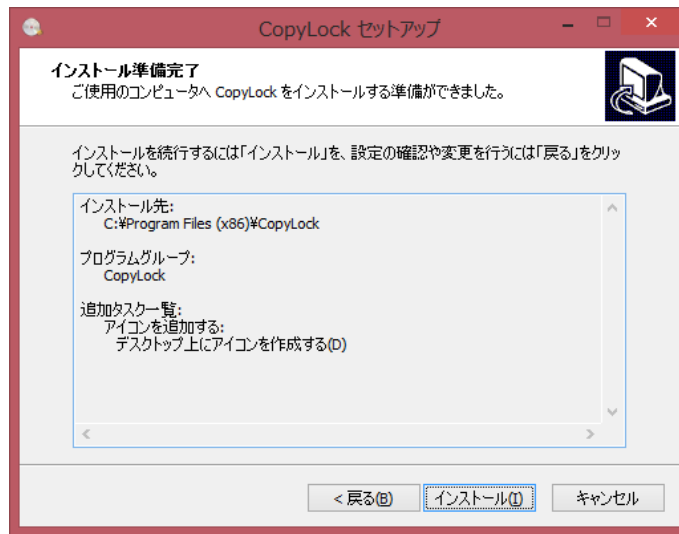 CopyLock セットアップ
インストール準備完了
ご使用のコンピュータへ CopyLock をインストールする準備ができました。
インストールを続行するには「インストール」を、設定の確認や変更を行うには「戻る」をクリッ
クしてください。
インストール先:
C:¥Program Files (x86)¥CopyLock
プログラムグループ:
CopyLock
追加タスク一覧:
アイコンを追加する:
デスクトップ上にアイコンを作成する(D)
< 戻る(B) インストール(I) キャンセル